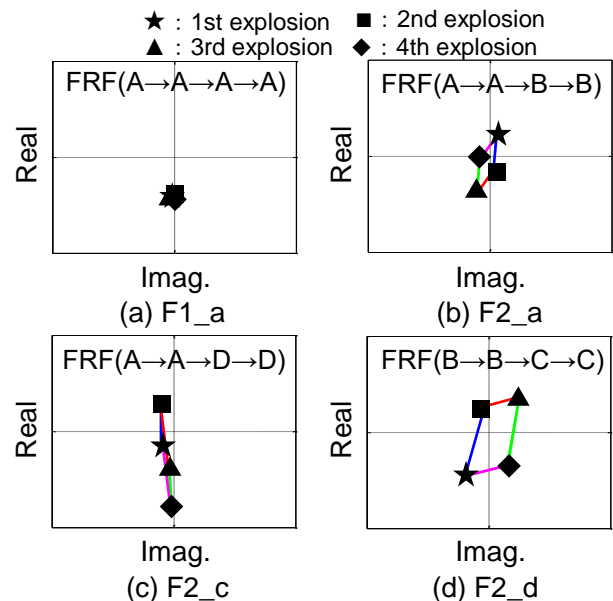 ★ : 1st explosion ■ : 2nd explosion
▲ : 3rd explosion ◆ : 4th explosion
FRF(A→A→A→A)
Real
Imag.
(a) F1_a
FRF(A→A→B→B)
Real
Imag.
(b) F2_a
FRF(A→A→D→D)
Real
Imag.
(c) F2_c
FRF(B→B→C→C)
Real
Imag.
(d) F2_d